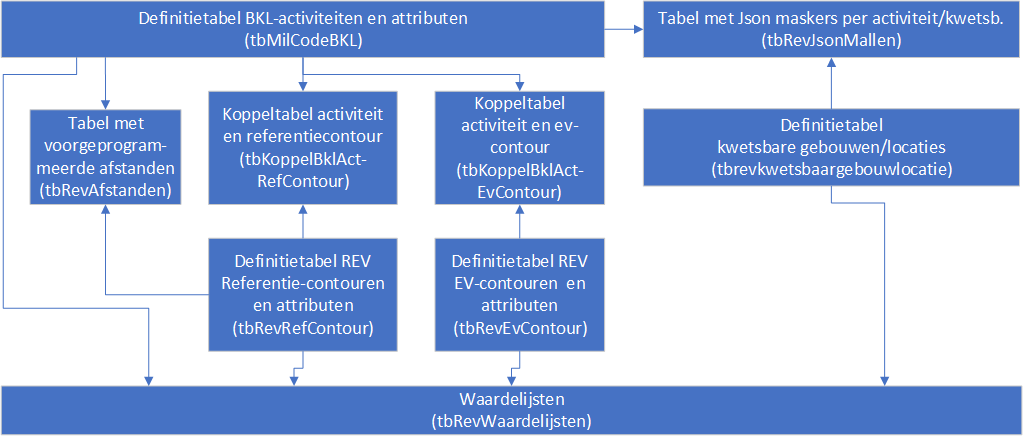 Definitietabel BKL-activiteiten en attributen
(tbMilCodeBKL)
Tabel met Json maskers per activiteit/kwetsb.
(tbRevJsonMallen)
Tabel met
voorgeprogram-
meerde afstanden
(tbRevAfstanden)
Koppeltabel activiteit
en referentiecontour
(tbKoppelBklAct-
RefContour)
Koppeltabel
activiteit en ev-
contour
(tbKoppelBklAct-
EvContour)
Definitietabel
kwetsbare gebouwen/locaties
(tbrevkwetsbaargebouwlocatie)
Definitietabel REV
Referentie-contouren
en attributen
(tbRevRefContour)
Definitietabel REV
EV-contouren en
attributen
(tbRevEvContour)
Waardelijsten
(tbRevWaardelijsten)